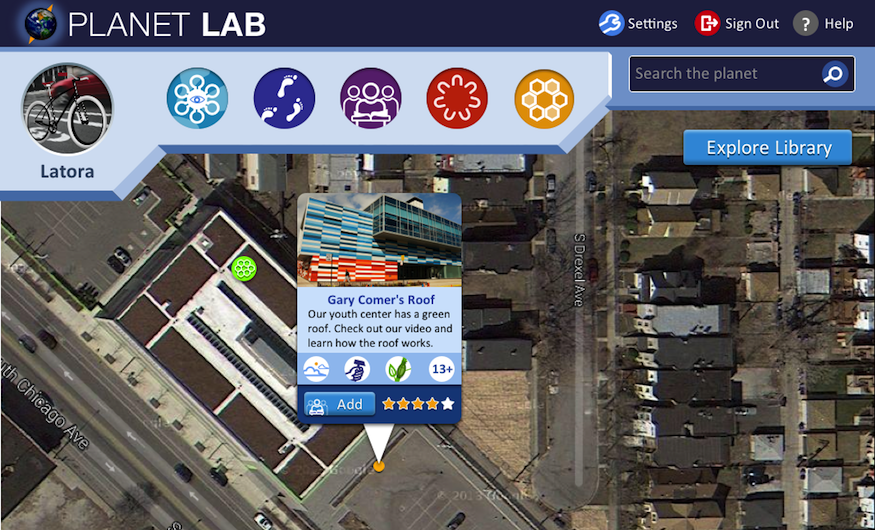 PLANET LAB
Settings
Sign Out
? Help
Search the planet
Latora
Explore Library
S Drexel Ave
Gary Comer's Roof
Our youth center has a green
roof. Check out our video and
learn how the roof works.
13+
Add
Chicago Ave
© 2013 Google